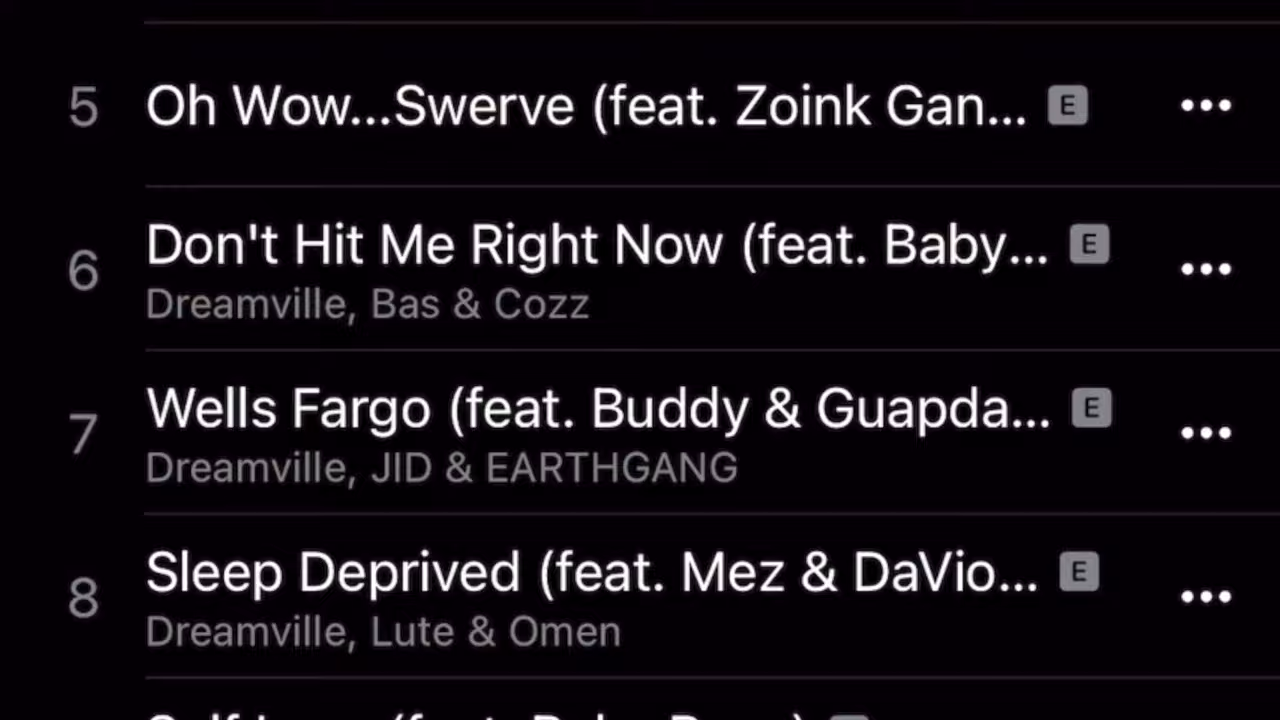 5 Oh Wow...Swerve (feat. Zoink Gan... E
6 Don't Hit Me Right Now (feat. Baby... E
Dreamville, Bas & Cozz
7 Wells Fargo (feat. Buddy & Guapda... E
Dreamville, JID & EARTHGANG
8 Sleep Deprived (feat. Mez & DaVio... E
Dreamville, Lute & Omen